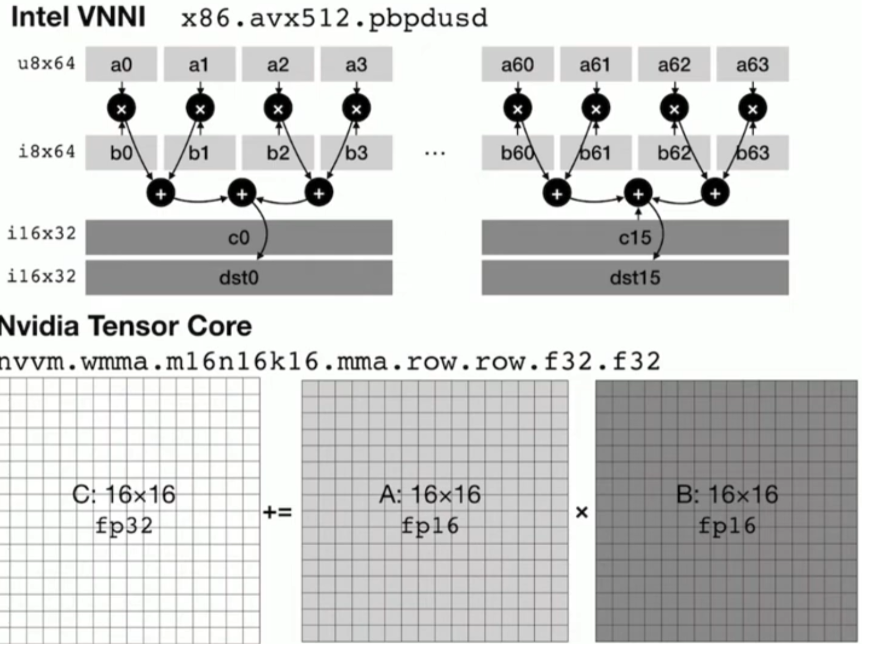 Intel VNNI x86.avx512.pbpdusd
u8x64 a0 a1 a2 a3 a60 a61 a62 a63
× × × × × × × ×
i8x64 b0 b1 b2 b3 ... b60 b61 b62 b63
+ + + + + +
i16x32 c0 c15
i16x32 dst0 dst15
Nvidia Tensor Core
nvvm.wmma.m16n16k16.mma.row.row.f32.f32
C: 16×16 A: 16×16 B: 16×16
+= ×
fp32 fp16 fp16